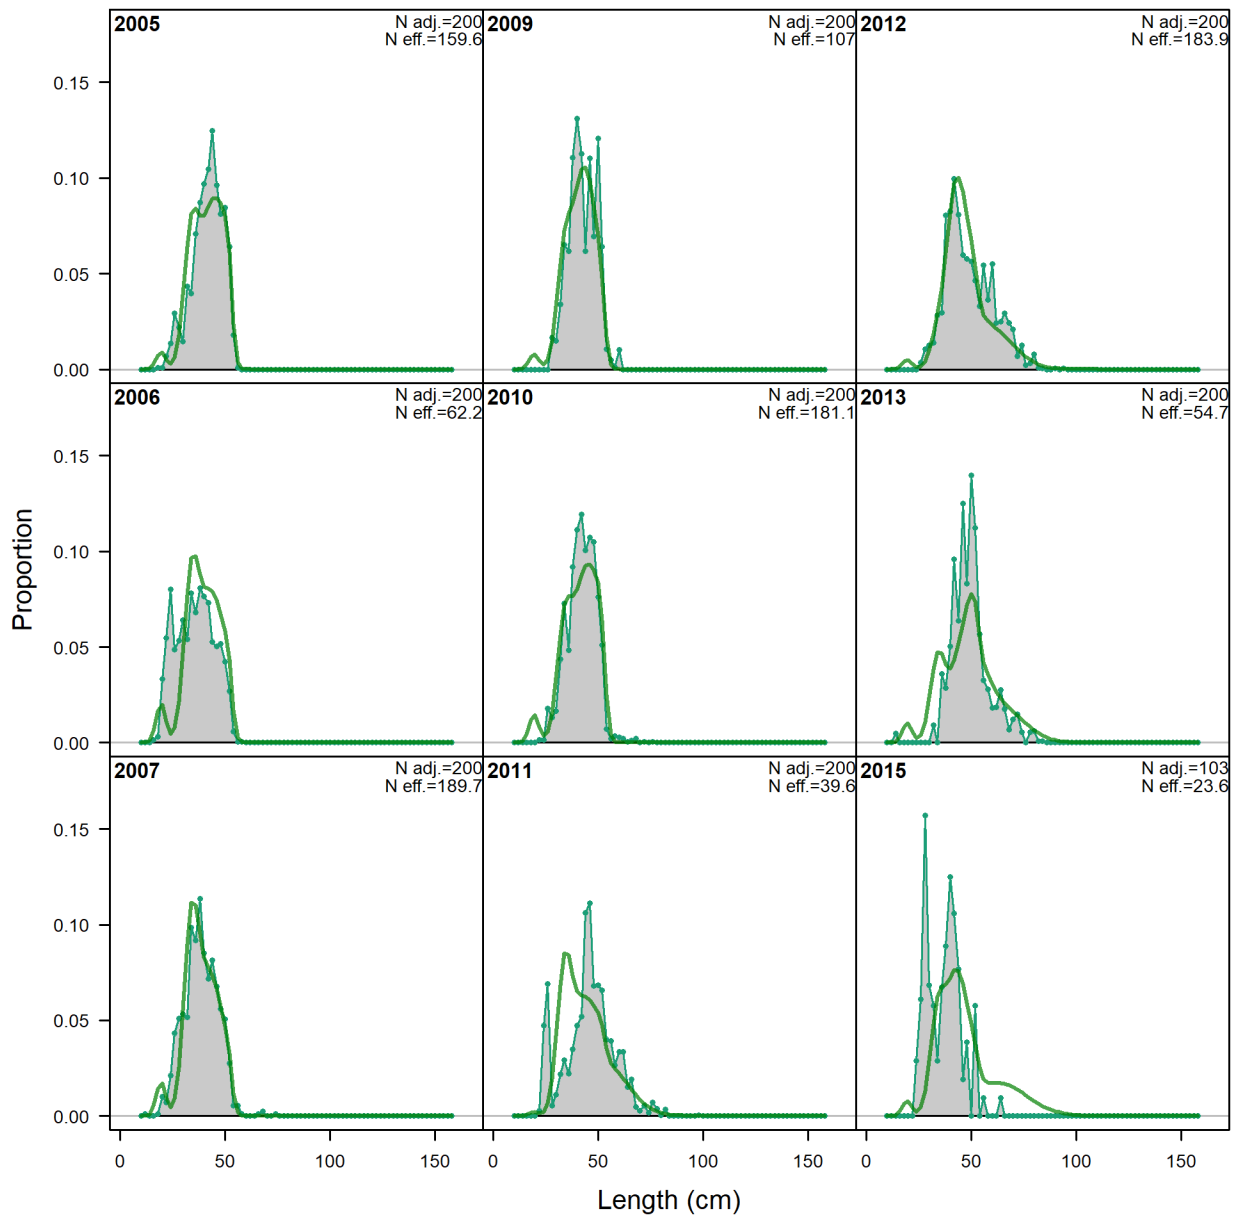 2005
N adj.=200
N eff.=159.6
2009
N adj.=200
N eff.=107
2012
N adj.=200
N eff.=183.9
0.15
0.10
0.05
0.00
2006
N adj.=200
N eff.=62.2
2010
N adj.=200
N eff.=181.1
2013
N adj.=200
N eff.=54.7
0.15
0.10
0.05
0.00
Proportion
2007
N adj.=200
N eff.=189.7
2011
N adj.=200
N eff.=39.6
2015
N adj.=103
N eff.=23.6
0.15
0.10
0.05
0.00
0 50 100 150 0 50 100 150 0 50 100 150
Length (cm)